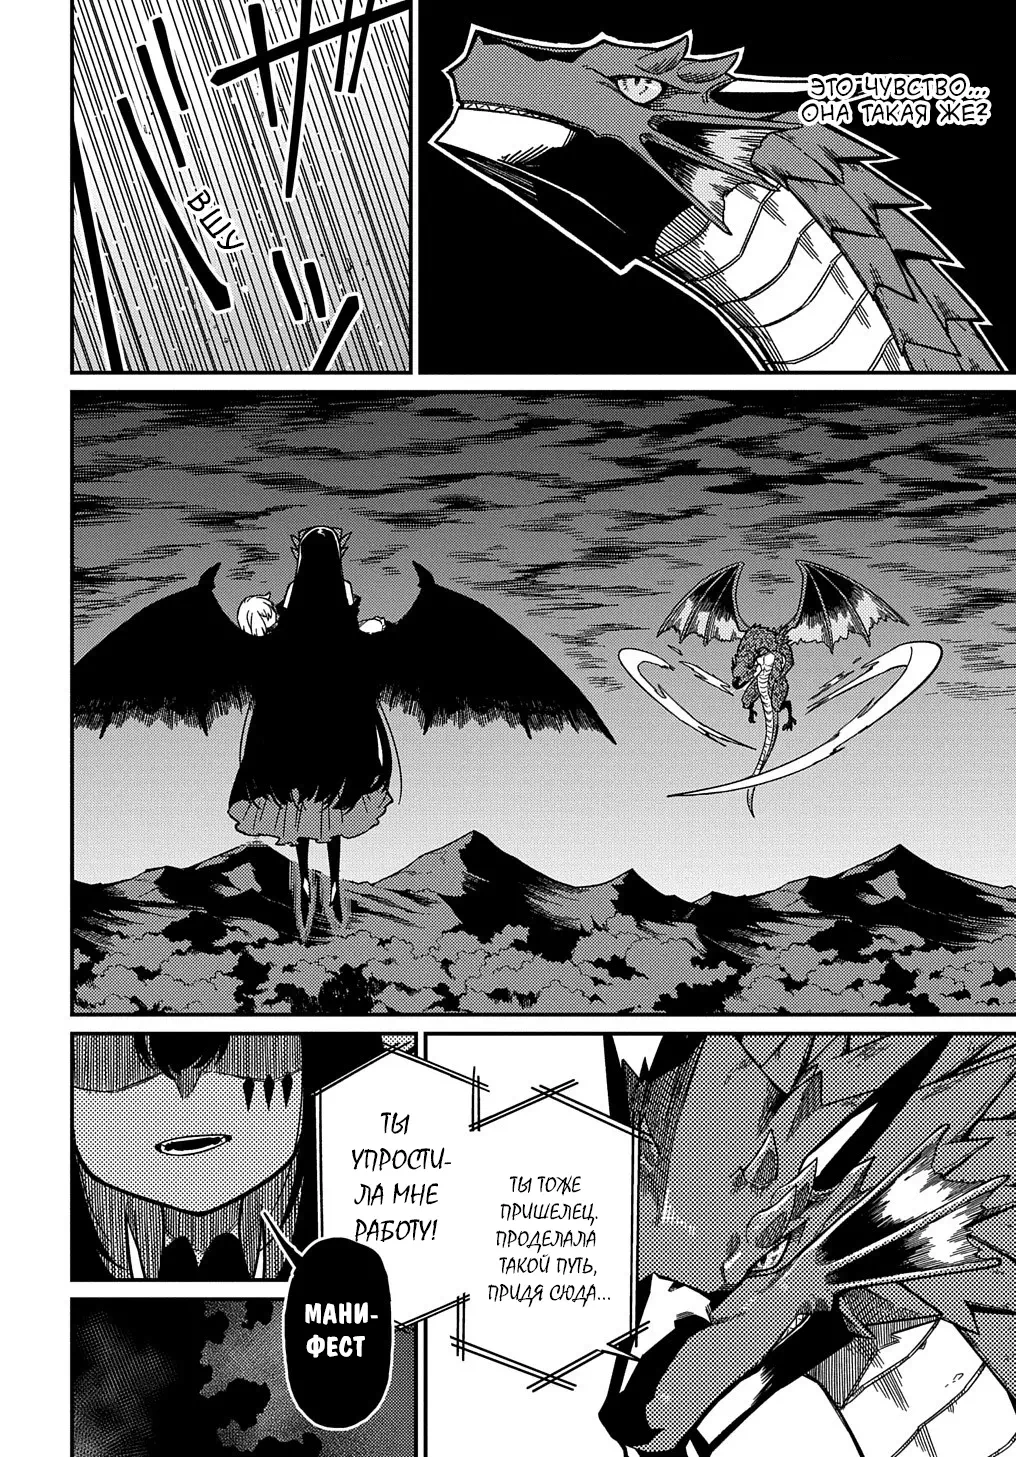 ЭТО ЧУВСТВО...
ОНА ТАКАЯ ЖЕ?
ВШУ
ТЫ ТОЖЕ
ПРИШЕЛЕЦ.
ПРОДЕЛАЛА
ТАКОЙ ПУТЬ,
ПРИДЯ СЮДА...
ТЫ
УПРОСТИ-
ЛА МНЕ
РАБОТУ!
МАНИ-
ФЕСТ